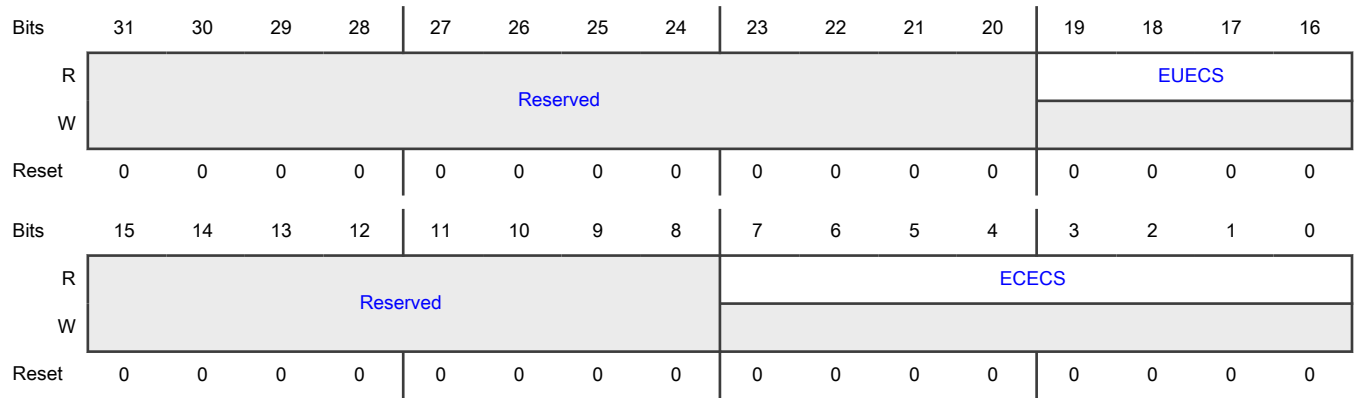 Bits 31 30 29 28 27 26 25 24 23 22 21 20 19 18 17 16
R EUECS
Reserved
W
Reset 0 0 0 0 0 0 0 0 0 0 0 0 0 0 0 0
Bits 15 14 13 12 11 10 9 8 7 6 5 4 3 2 1 0
R ECECS
Reserved
W
Reset 0 0 0 0 0 0 0 0 0 0 0 0 0 0 0 0